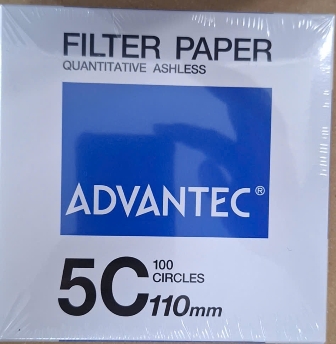 FILTER PAPER
QUANTITATIVE ASHLESS
ADVANTEC®
5C 100
CIRCLES
110mm